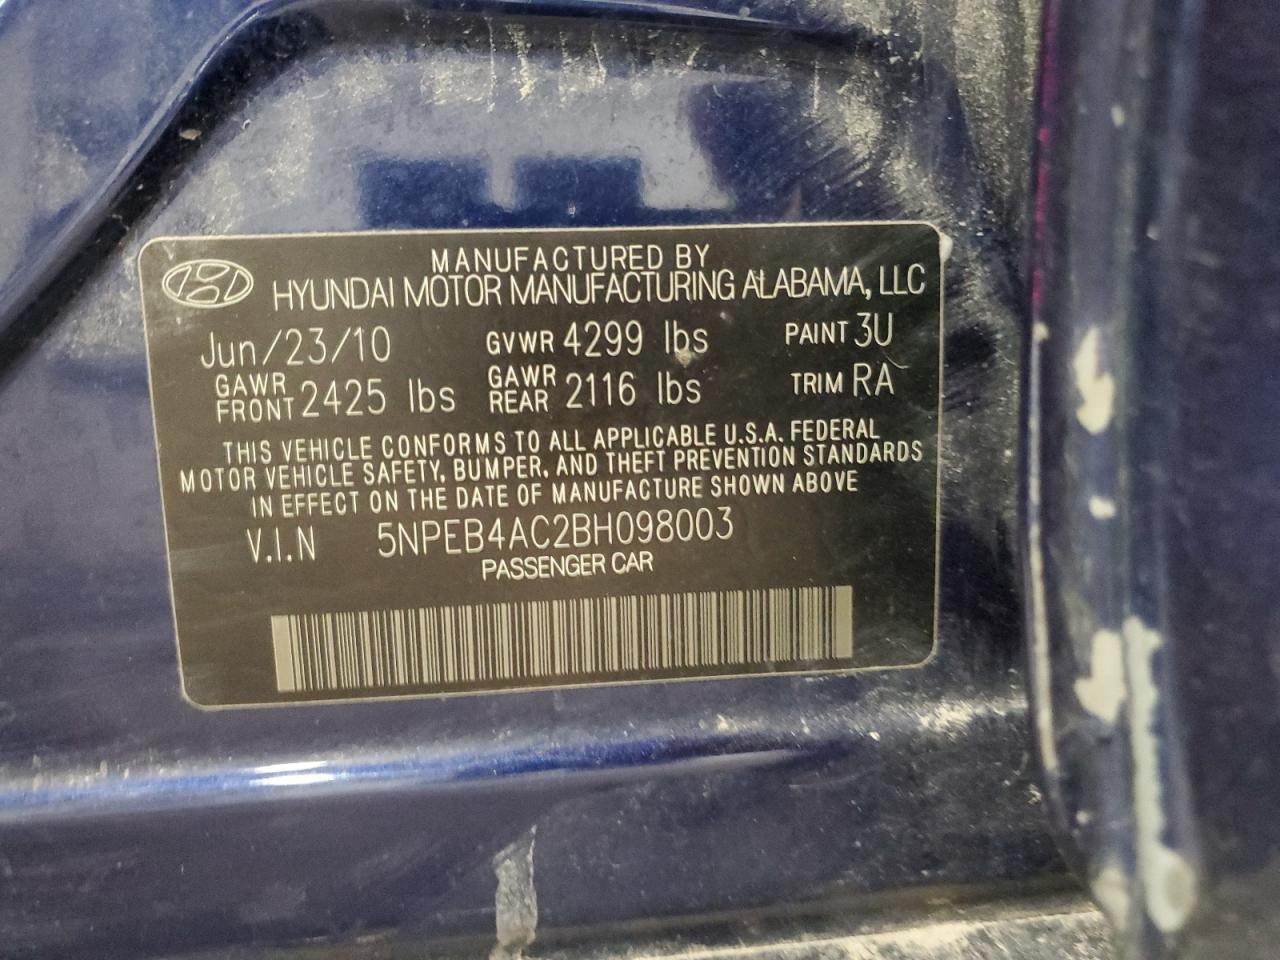 MANUFACTURED BY
HYUNDAI MOTOR MANUFACTURING ALABAMA, LLC
Jun/23/10 GVWR 4299 lbs PAINT 3U
GAWR FRONT 2425 lbs GAWR REAR 2116 lbs TRIM RA
THIS VEHICLE CONFORMS TO ALL APPLICABLE U.S.A. FEDERAL
MOTOR VEHICLE SAFETY, BUMPER, AND THEFT PREVENTION STANDARDS
IN EFFECT ON THE DATE OF MANUFACTURE SHOWN ABOVE
V.I.N 5NPEB4AC2BH098003
PASSENGER CAR